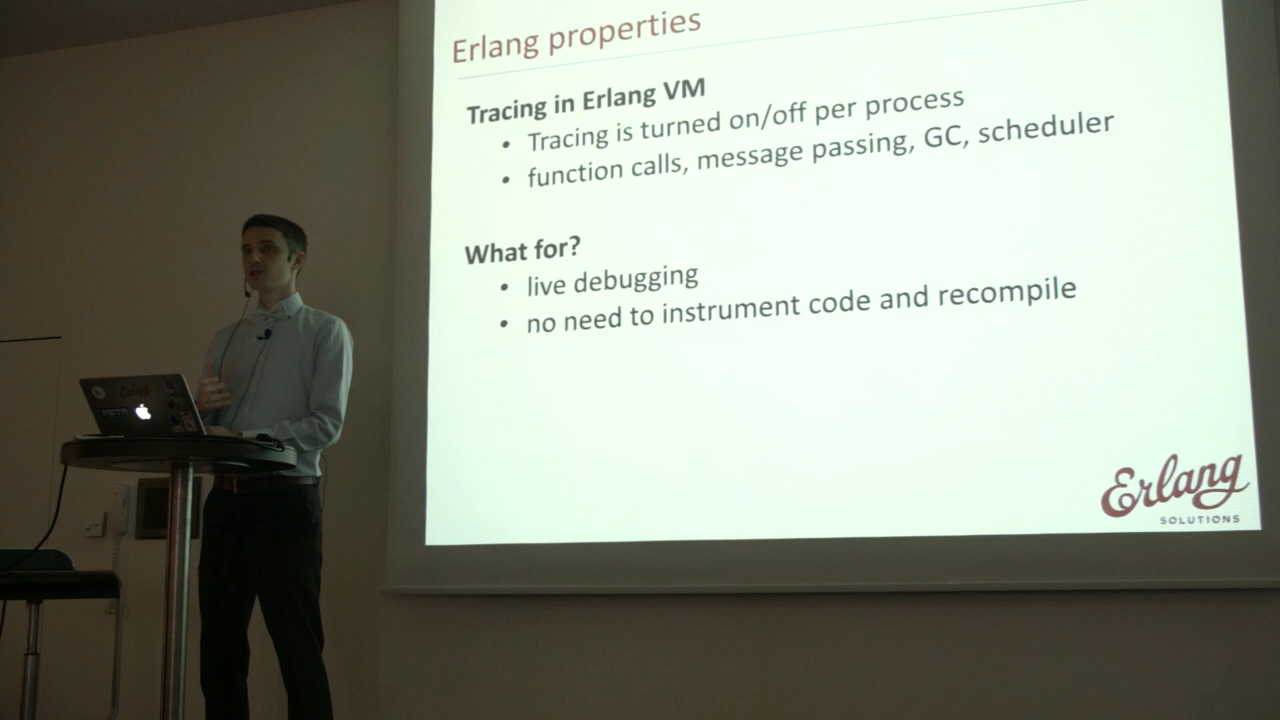 Erlang properties
Tracing in Erlang VM
• Tracing is turned on/off per process
• function calls, message passing, GC, scheduler
What for?
• live debugging
• no need to instrument code and recompile
Erlang
SOLUTIONS
Erlang